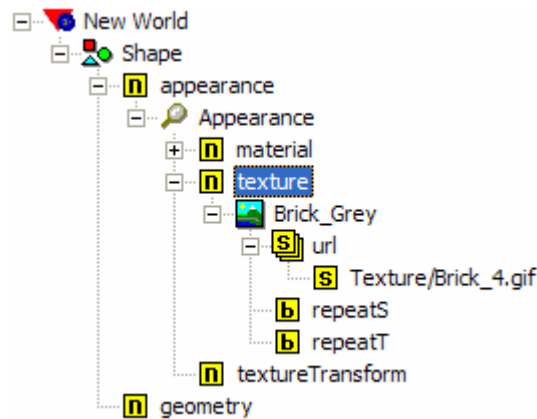 New World
Shape
n appearance
Appearance
n material
n texture
Brick_Grey
S url
S Texture/Brick_4.gif
b repeatS
b repeatT
n textureTransform
n geometry